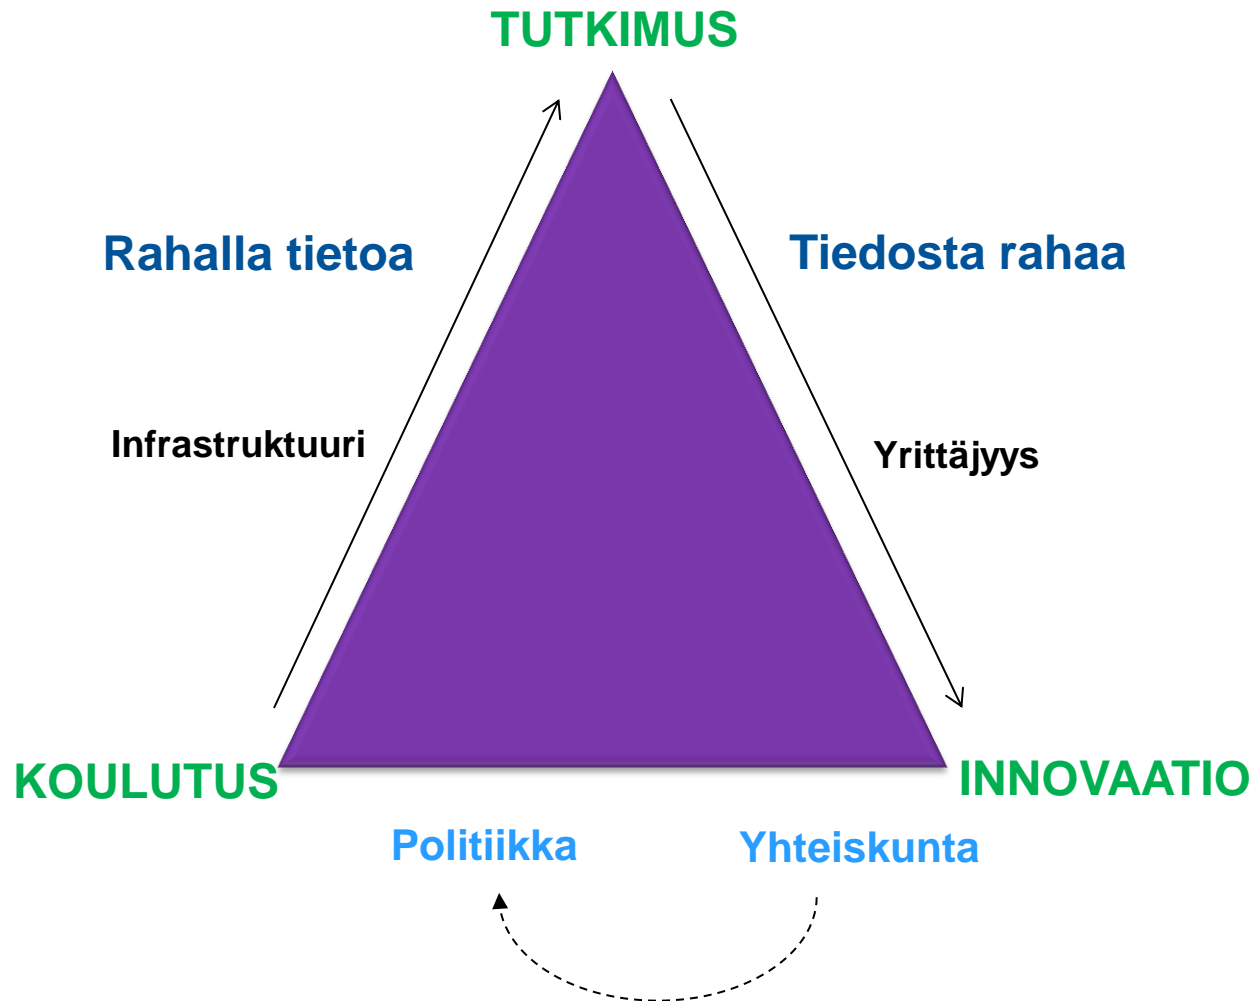 TUTKIMUS
Rahalla tietoa
Tiedosta rahaa
Infrastruktuuri
Yrittäjyys
KOULUTUS
INNOVAATIO
Politiikka
Yhteiskunta